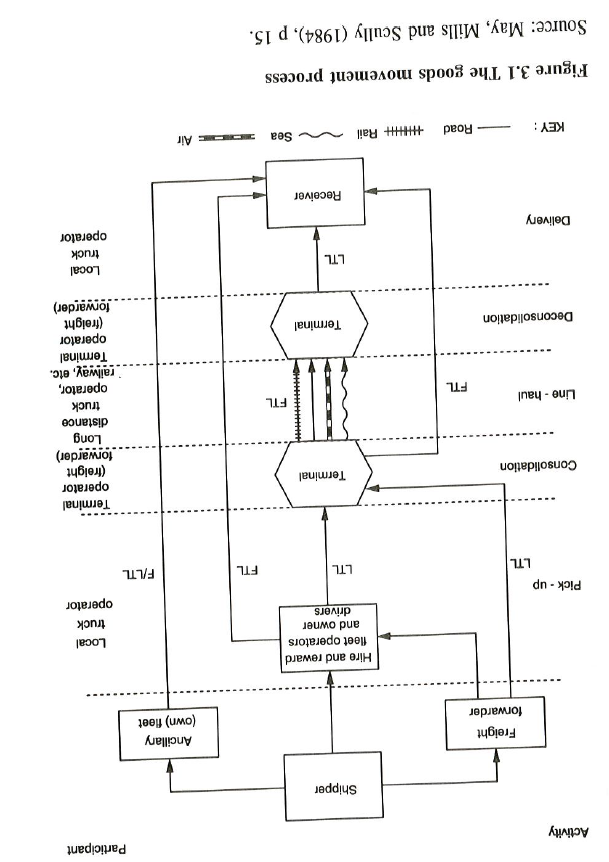 Activity
Participant
Shipper
Freight
forwarder
Ancillary
(own) fleet
Pick - up
LTL
Hire and reward
fleet operators
and owner
drivers
LTL
FTL
F/LTL
Local
truck
operator
Consolidation
Terminal
Terminal
operator
(freight
forwarder)
Line - haul
FTL
FTL
Long
distance
truck
operator,
railway, etc.
Deconsolidation
Terminal
Terminal
operator
(freight
forwarder)
Delivery
LTL
Receiver
Local
truck
operator
KEY : Road Rail Sea Air
Figure 3.1 The goods movement process
Source: May, Mills and Scully (1984), p 15.